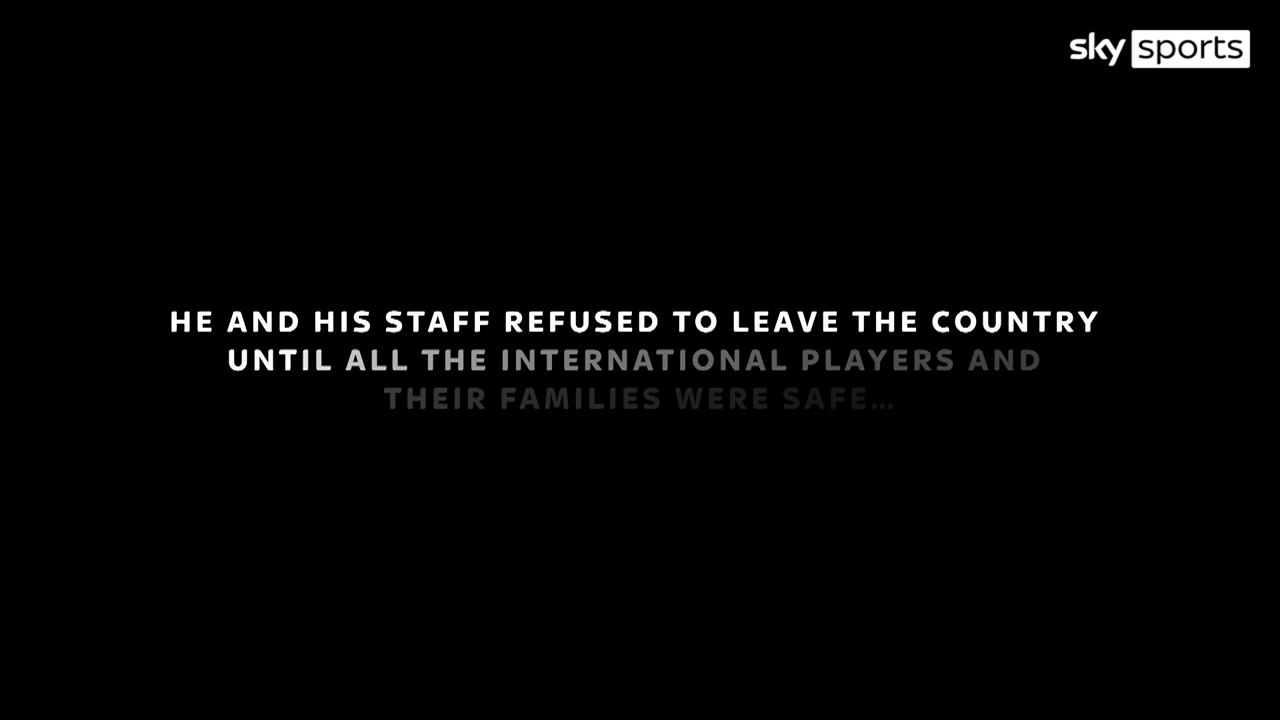 sky sports
HE AND HIS STAFF REFUSED TO LEAVE THE COUNTRY
UNTIL ALL THE INTERNATIONAL PLAYERS AND
THEIR FAMILIES WERE SAFE…